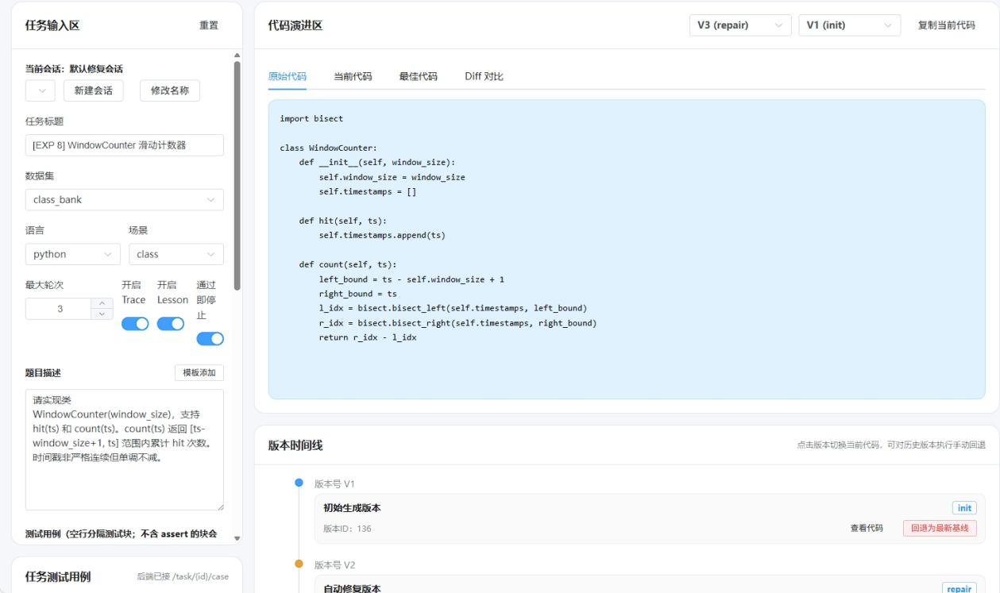 任务输入区
重置
当前会话：默认修复会话
新建会话
修改名称
任务标题
[EXP 8] WindowCounter 滑动计数器
数据集
class_bank
语言
场景
python
class
最大轮次
开启
Trace
开启
Lesson
通过
即停
止
3
题目描述
模板添加
请实现类
WindowCounter(window_size)，支持
hit(ts) 和 count(ts)。count(ts) 返回 [ts-
window_size+1, ts] 范围内累计 hit 次数。
时间戳非严格连续但单调不减。
测试用例（空行分隔测试块；不含 assert 的块会
任务测试用例
后端已接 /task/{id}/case
代码演进区
V3 (repair)
V1 (init)
复制当前代码
原始代码
当前代码
最佳代码
Diff 对比
import bisect
class WindowCounter:
    def __init__(self, window_size):
        self.window_size = window_size
        self.timestamps = []
    def hit(self, ts):
        self.timestamps.append(ts)
    def count(self, ts):
        left_bound = ts - self.window_size + 1
        right_bound = ts
        l_idx = bisect.bisect_left(self.timestamps, left_bound)
        r_idx = bisect.bisect_right(self.timestamps, right_bound)
        return r_idx - l_idx
版本时间线
点击版本切换当前代码，可对历史版本执行手动回退
版本号 V1
初始生成版本
init
版本ID：136
查看代码
回退为最新基线
版本号 V2
自动修复版本
repair